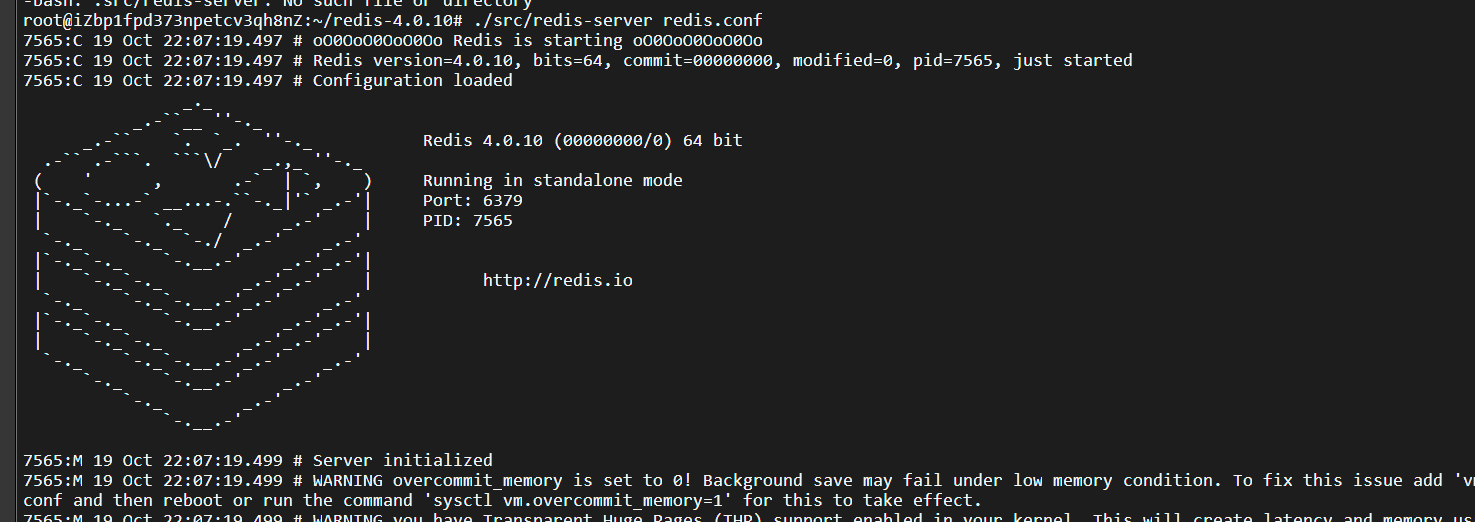 -bash: .src/redis-server: No such file or directory
root@iZbp1fpd373npetcv3qh8nZ:~/redis-4.0.10# ./src/redis-server redis.conf
7565:C 19 Oct 22:07:19.497 # oO0OoO0OoO0Oo Redis is starting oO0OoO0OoO0Oo
7565:C 19 Oct 22:07:19.497 # Redis version=4.0.10, bits=64, commit=00000000, modified=0, pid=7565, just started
7565:C 19 Oct 22:07:19.497 # Configuration loaded
Redis 4.0.10 (00000000/0) 64 bit
Running in standalone mode
Port: 6379
PID: 7565
http://redis.io
7565:M 19 Oct 22:07:19.499 # Server initialized
7565:M 19 Oct 22:07:19.499 # WARNING overcommit_memory is set to 0! Background save may fail under low memory condition. To fix this issue add 'vm
conf and then reboot or run the command 'sysctl vm.overcommit_memory=1' for this to take effect.
7565:M 19 Oct 22:07:19.499 # WARNING you have Transparent Huge Pages (THP) support enabled in your kernel. This will create latency and memory us